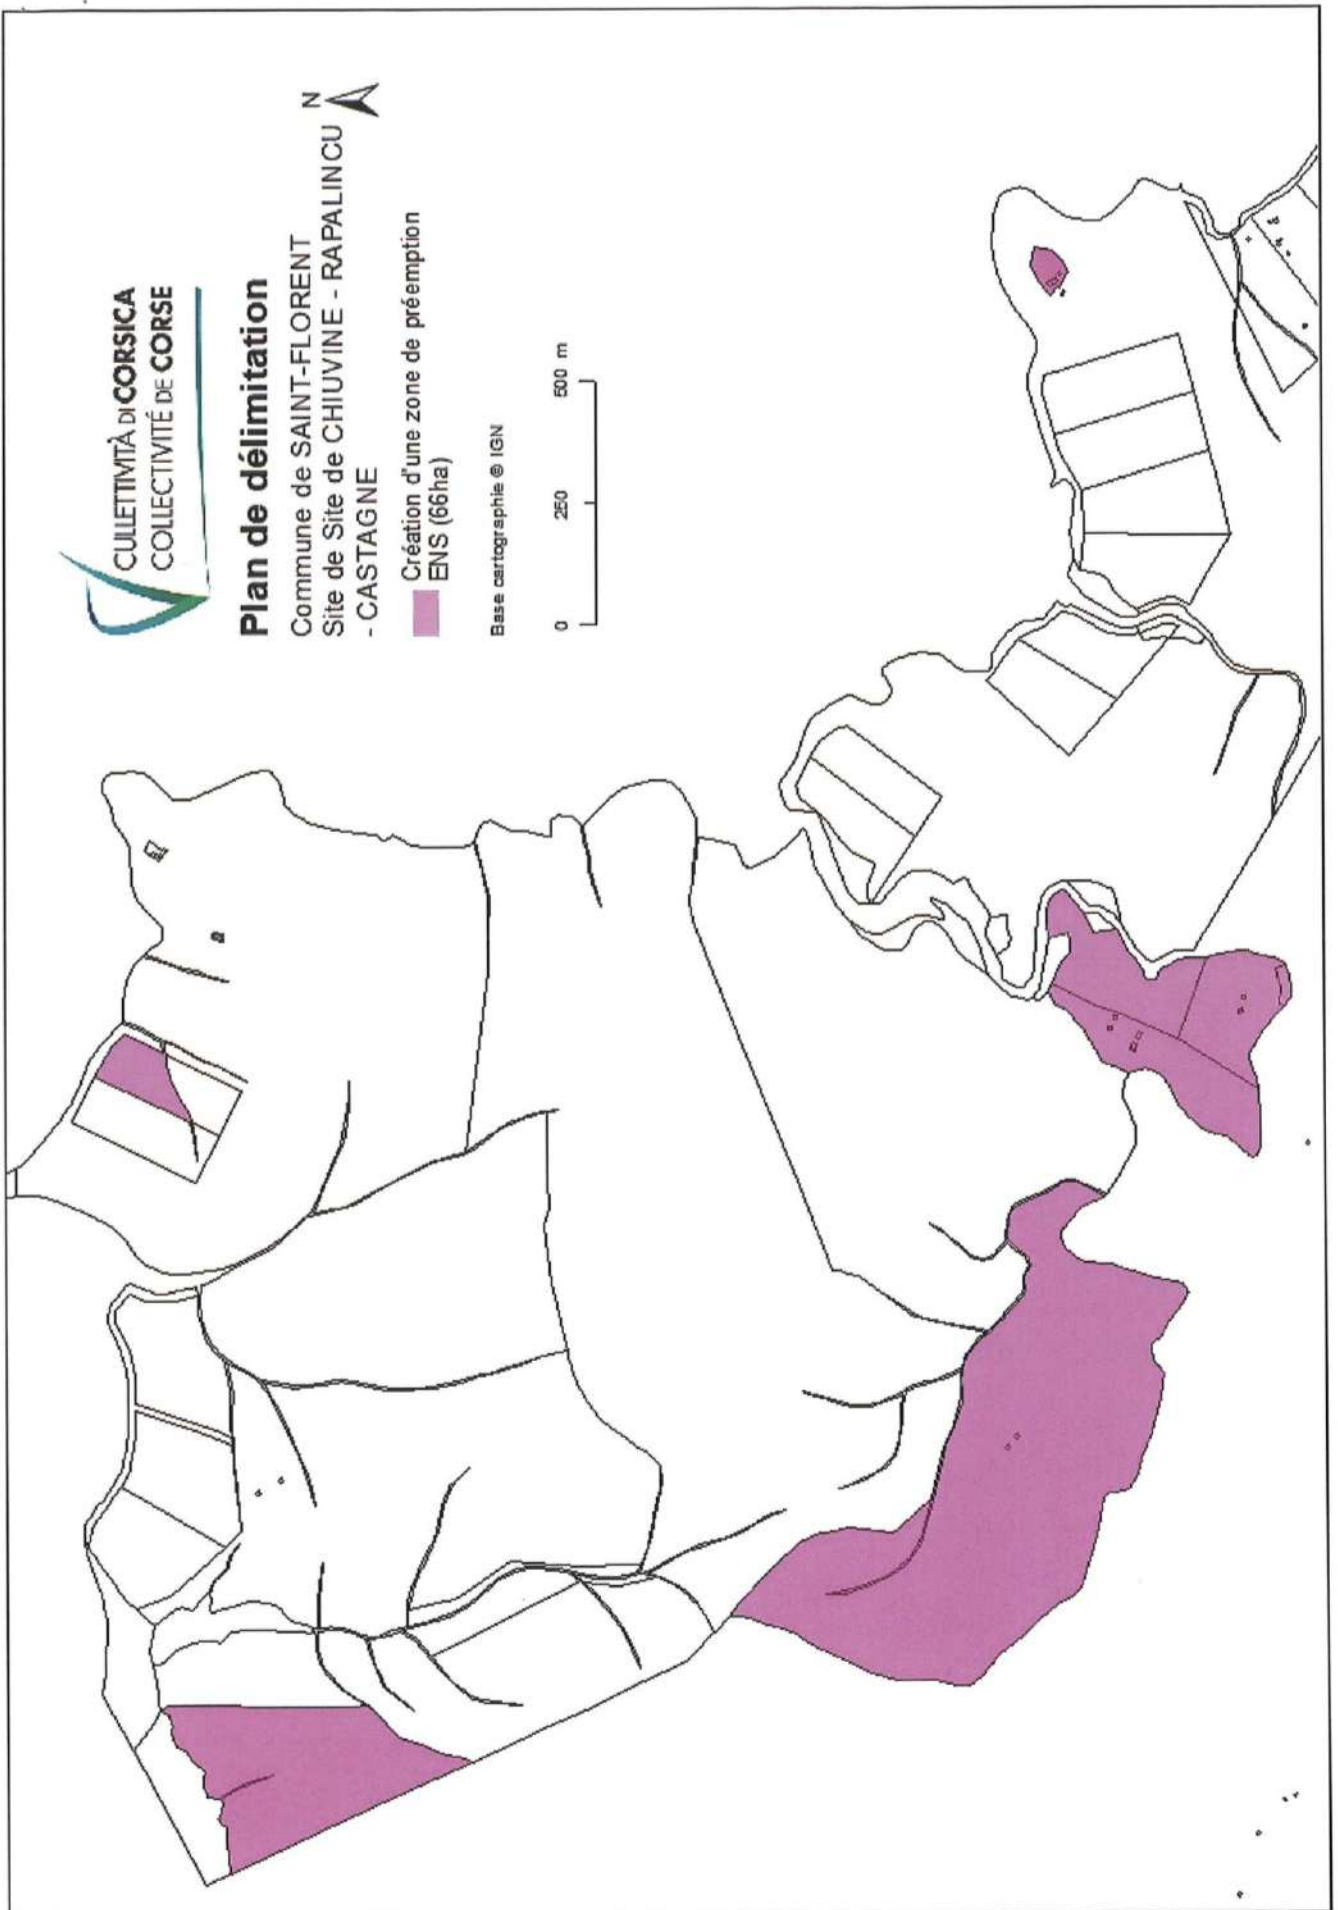 CULLETTIVITÀ DI CORSICA
COLLECTIVITÉ DE CORSE
Plan de délimitation
Commune de SAINT-FLORENT
Site de Site de CHIUVINE - RAPALINCU
- CASTAGNE
N
Création d'une zone de préemption
ENS (66ha)
Base cartographie © IGN
0 250 500 m